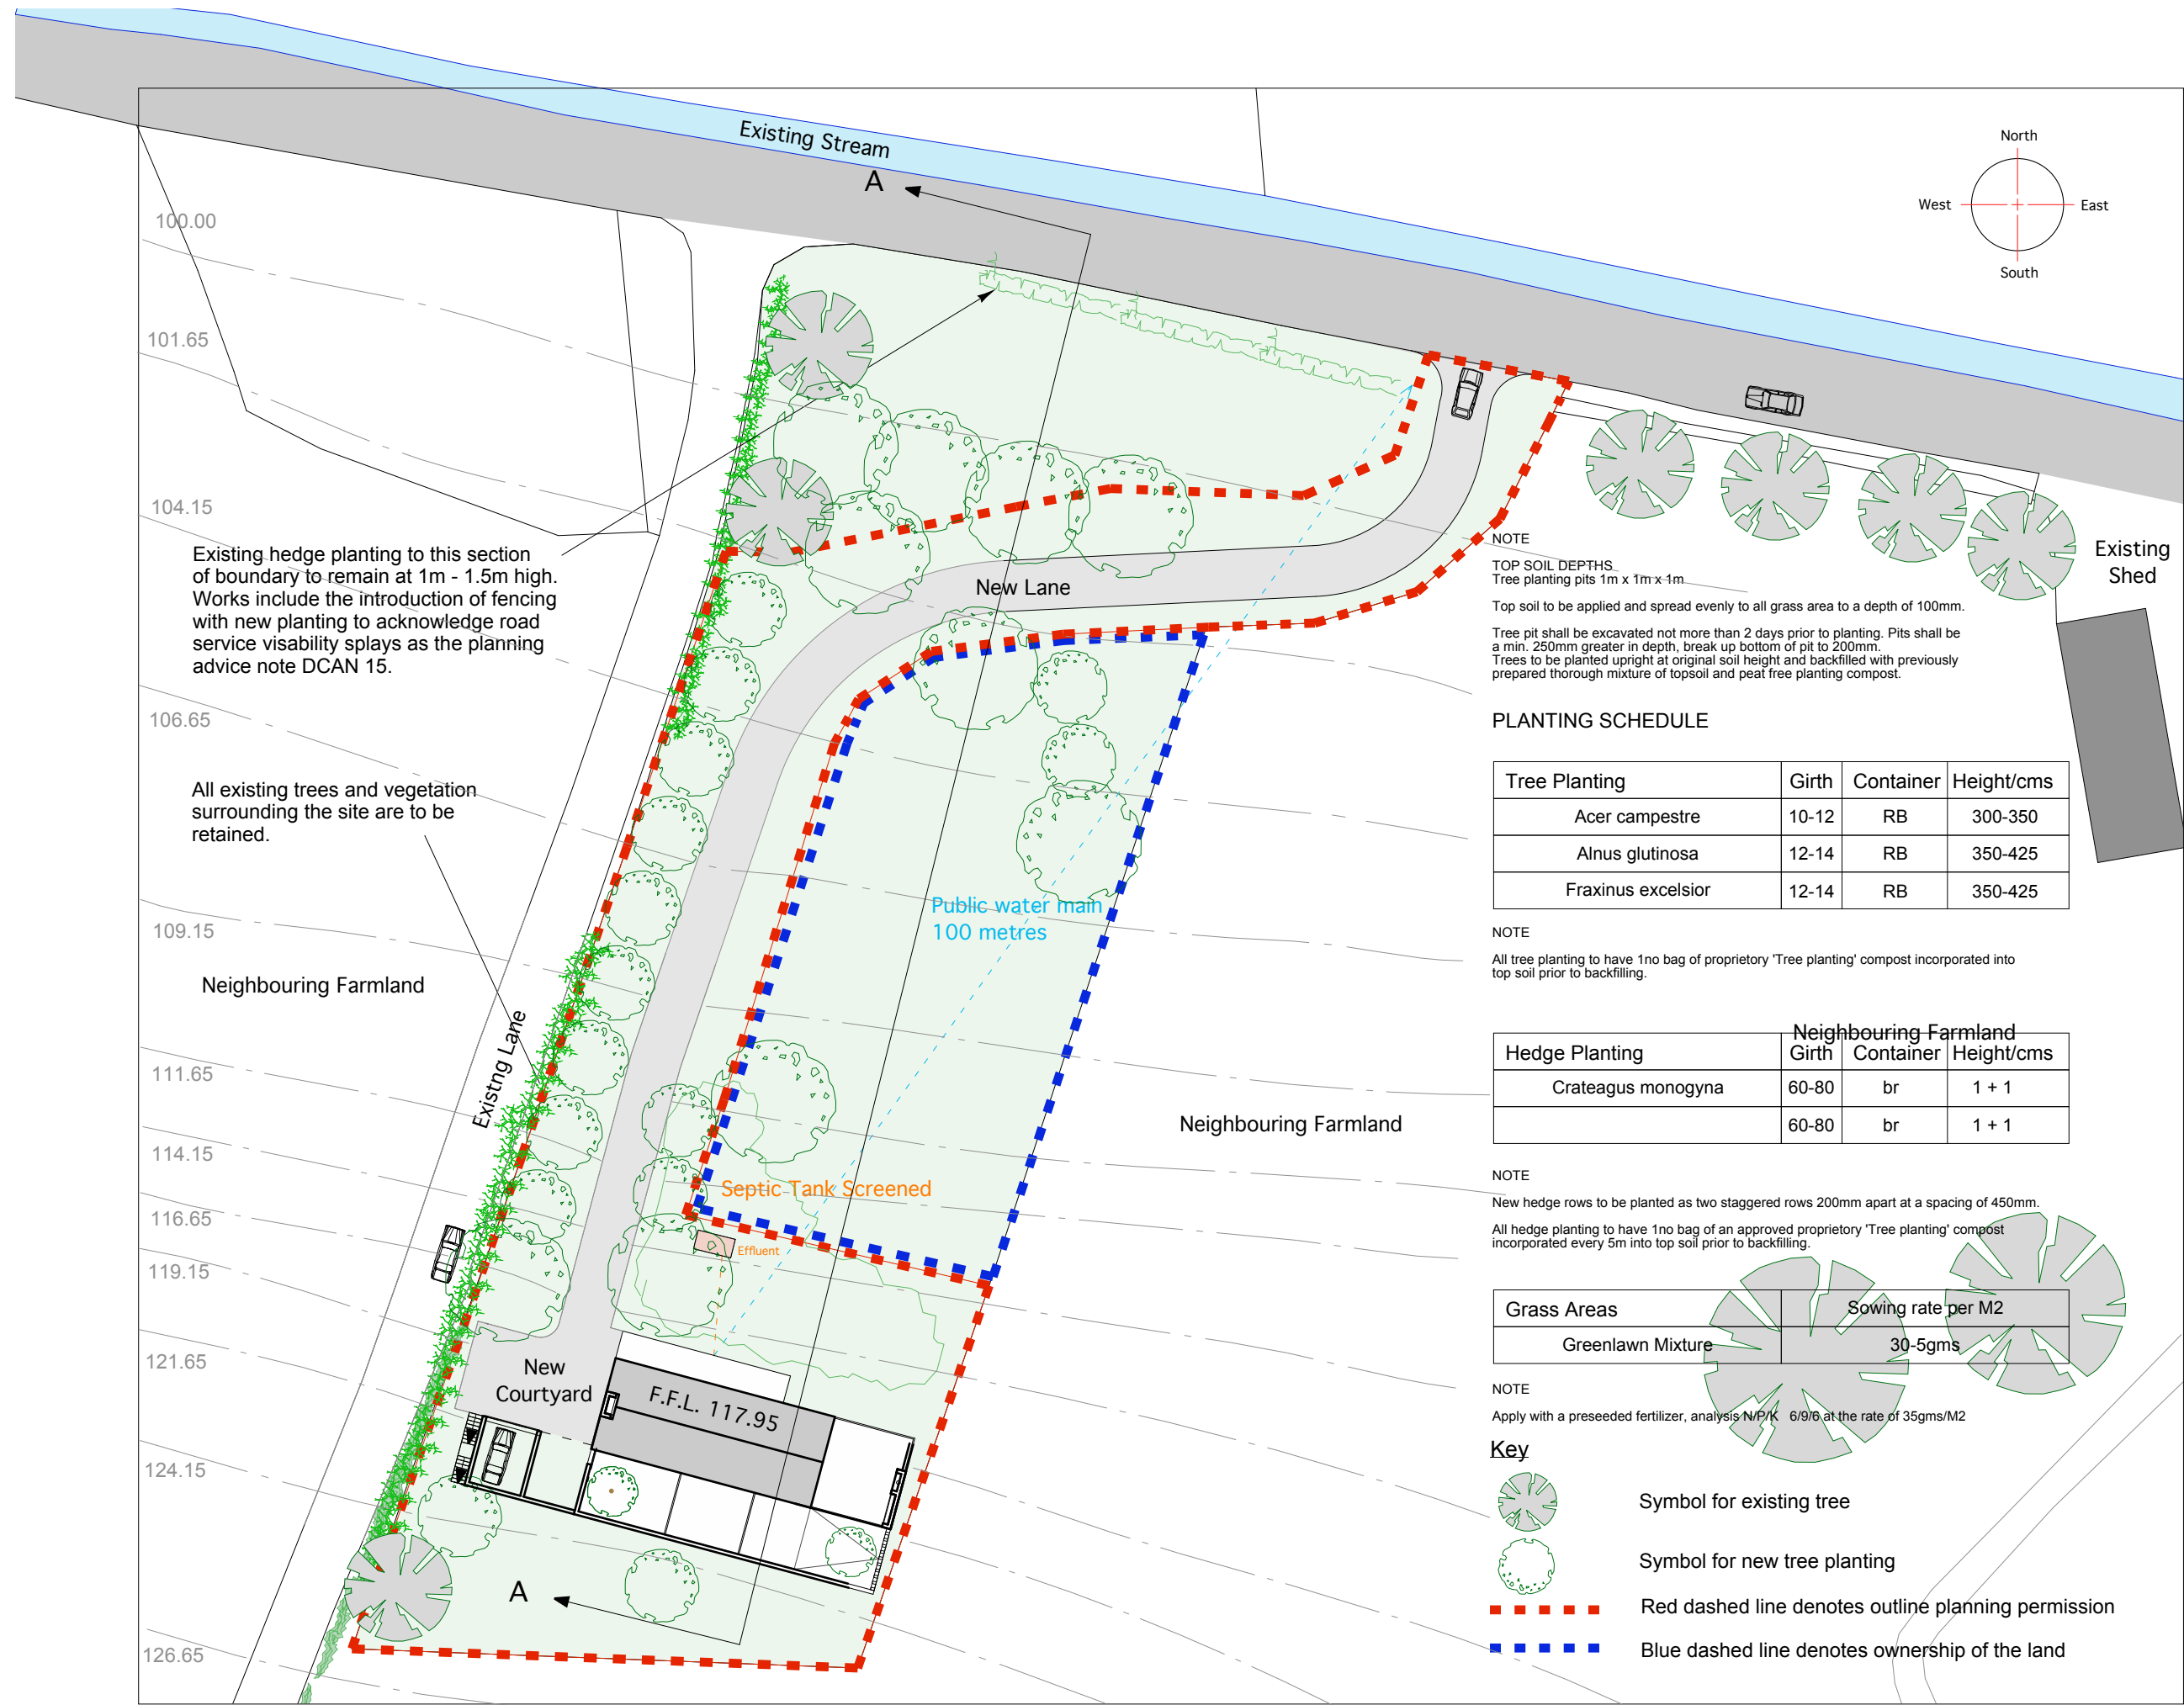 Existing Stream
A
North
West
East
South
100.00
101.65
104.15
Existing hedge planting to this section
of boundary to remain at 1m - 1.5m high.
Works include the introduction of fencing
with new planting to acknowledge road
service visability splays as the planning
advice note DCAN 15.
106.65
All existing trees and vegetation
surrounding the site are to be
retained.
109.15
Neighbouring Farmland
Existng Lane
111.65
114.15
116.65
119.15
121.65
124.15
126.65
New Lane
Public water main
100 metres
Neighbouring Farmland
Septic Tank Screened
Effluent
New
Courtyard
F.F.L. 117.95
A
Existing
Shed
NOTE
TOP SOIL DEPTHS
Tree planting pits 1m x 1m x 1m
Top soil to be applied and spread evenly to all grass area to a depth of 100mm.
Tree pit shall be excavated not more than 2 days prior to planting. Pits shall be
a min. 250mm greater in depth, break up bottom of pit to 200mm.
Trees to be planted upright at original soil height and backfilled with previously
prepared thorough mixture of topsoil and peat free planting compost.
PLANTING SCHEDULE
Tree Planting Girth Container Height/cms
Acer campestre 10-12 RB 300-350
Alnus glutinosa 12-14 RB 350-425
Fraxinus excelsior 12-14 RB 350-425
NOTE
All tree planting to have 1no bag of proprietory 'Tree planting' compost incorporated into
top soil prior to backfilling.
Neighbouring Farmland
Hedge Planting Girth Container Height/cms
Crateagus monogyna 60-80 br 1 + 1
60-80 br 1 + 1
NOTE
New hedge rows to be planted as two staggered rows 200mm apart at a spacing of 450mm.
All hedge planting to have 1no bag of an approved proprietory 'Tree planting' compost
incorporated every 5m into top soil prior to backfilling.
Grass Areas Sowing rate per M2
Greenlawn Mixture 30-5gms
NOTE
Apply with a preseeded fertilizer, analysis N/P/K 6/9/6 at the rate of 35gms/M2
Key
Symbol for existing tree
Symbol for new tree planting
Red dashed line denotes outline planning permission
Blue dashed line denotes ownership of the land